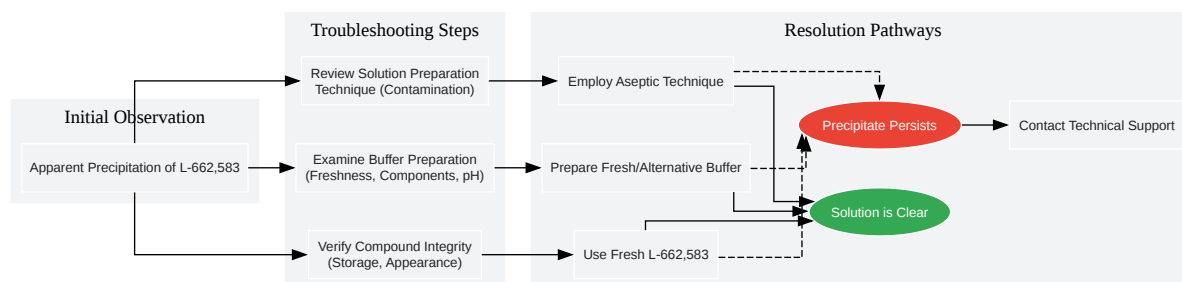 Initial Observation
Apparent Precipitation of L-662,583
Troubleshooting Steps
Review Solution Preparation
Technique (Contamination)
Examine Buffer Preparation
(Freshness, Components, pH)
Verify Compound Integrity
(Storage, Appearance)
Resolution Pathways
Employ Aseptic Technique
Prepare Fresh/Alternative Buffer
Use Fresh L-662,583
Precipitate Persists
Solution is Clear
Contact Technical Support